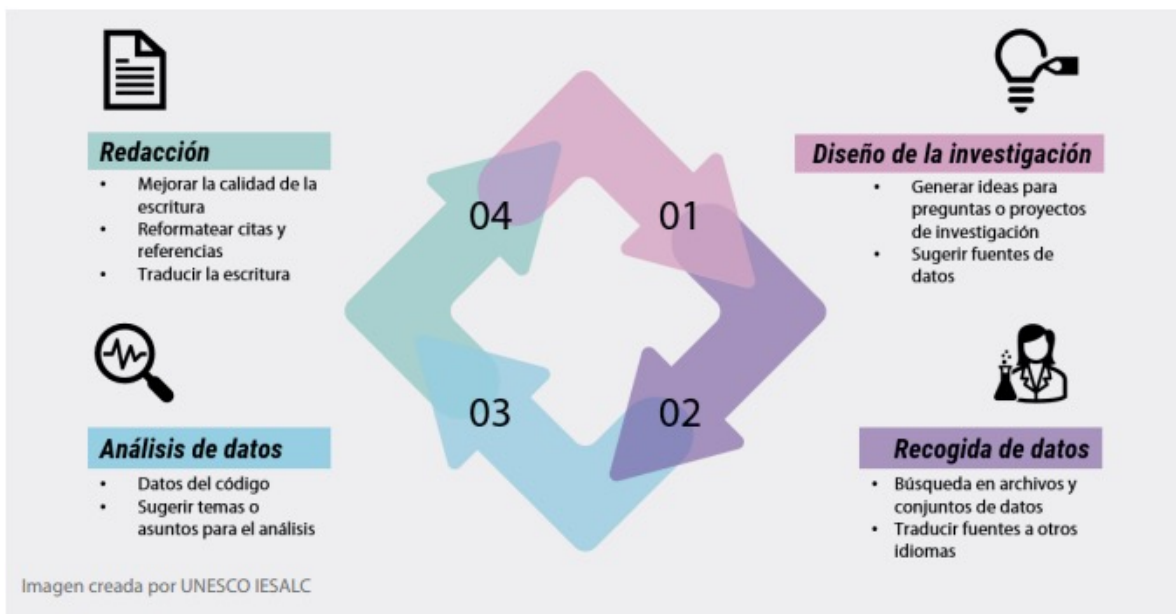 Redacción
• Mejorar la calidad de la
escritura
• Reformatear citas y
referencias
• Traducir la escritura
04
01
Diseño de la investigación
• Generar ideas para
preguntas o proyectos
de investigación
• Sugerir fuentes de
datos
Análisis de datos
• Datos del código
• Sugerir temas o
asuntos para el análisis
03
02
Recogida de datos
• Búsqueda en archivos y
conjuntos de datos
• Traducir fuentes a otros
idiomas
Imagen creada por UNESCO IESALC